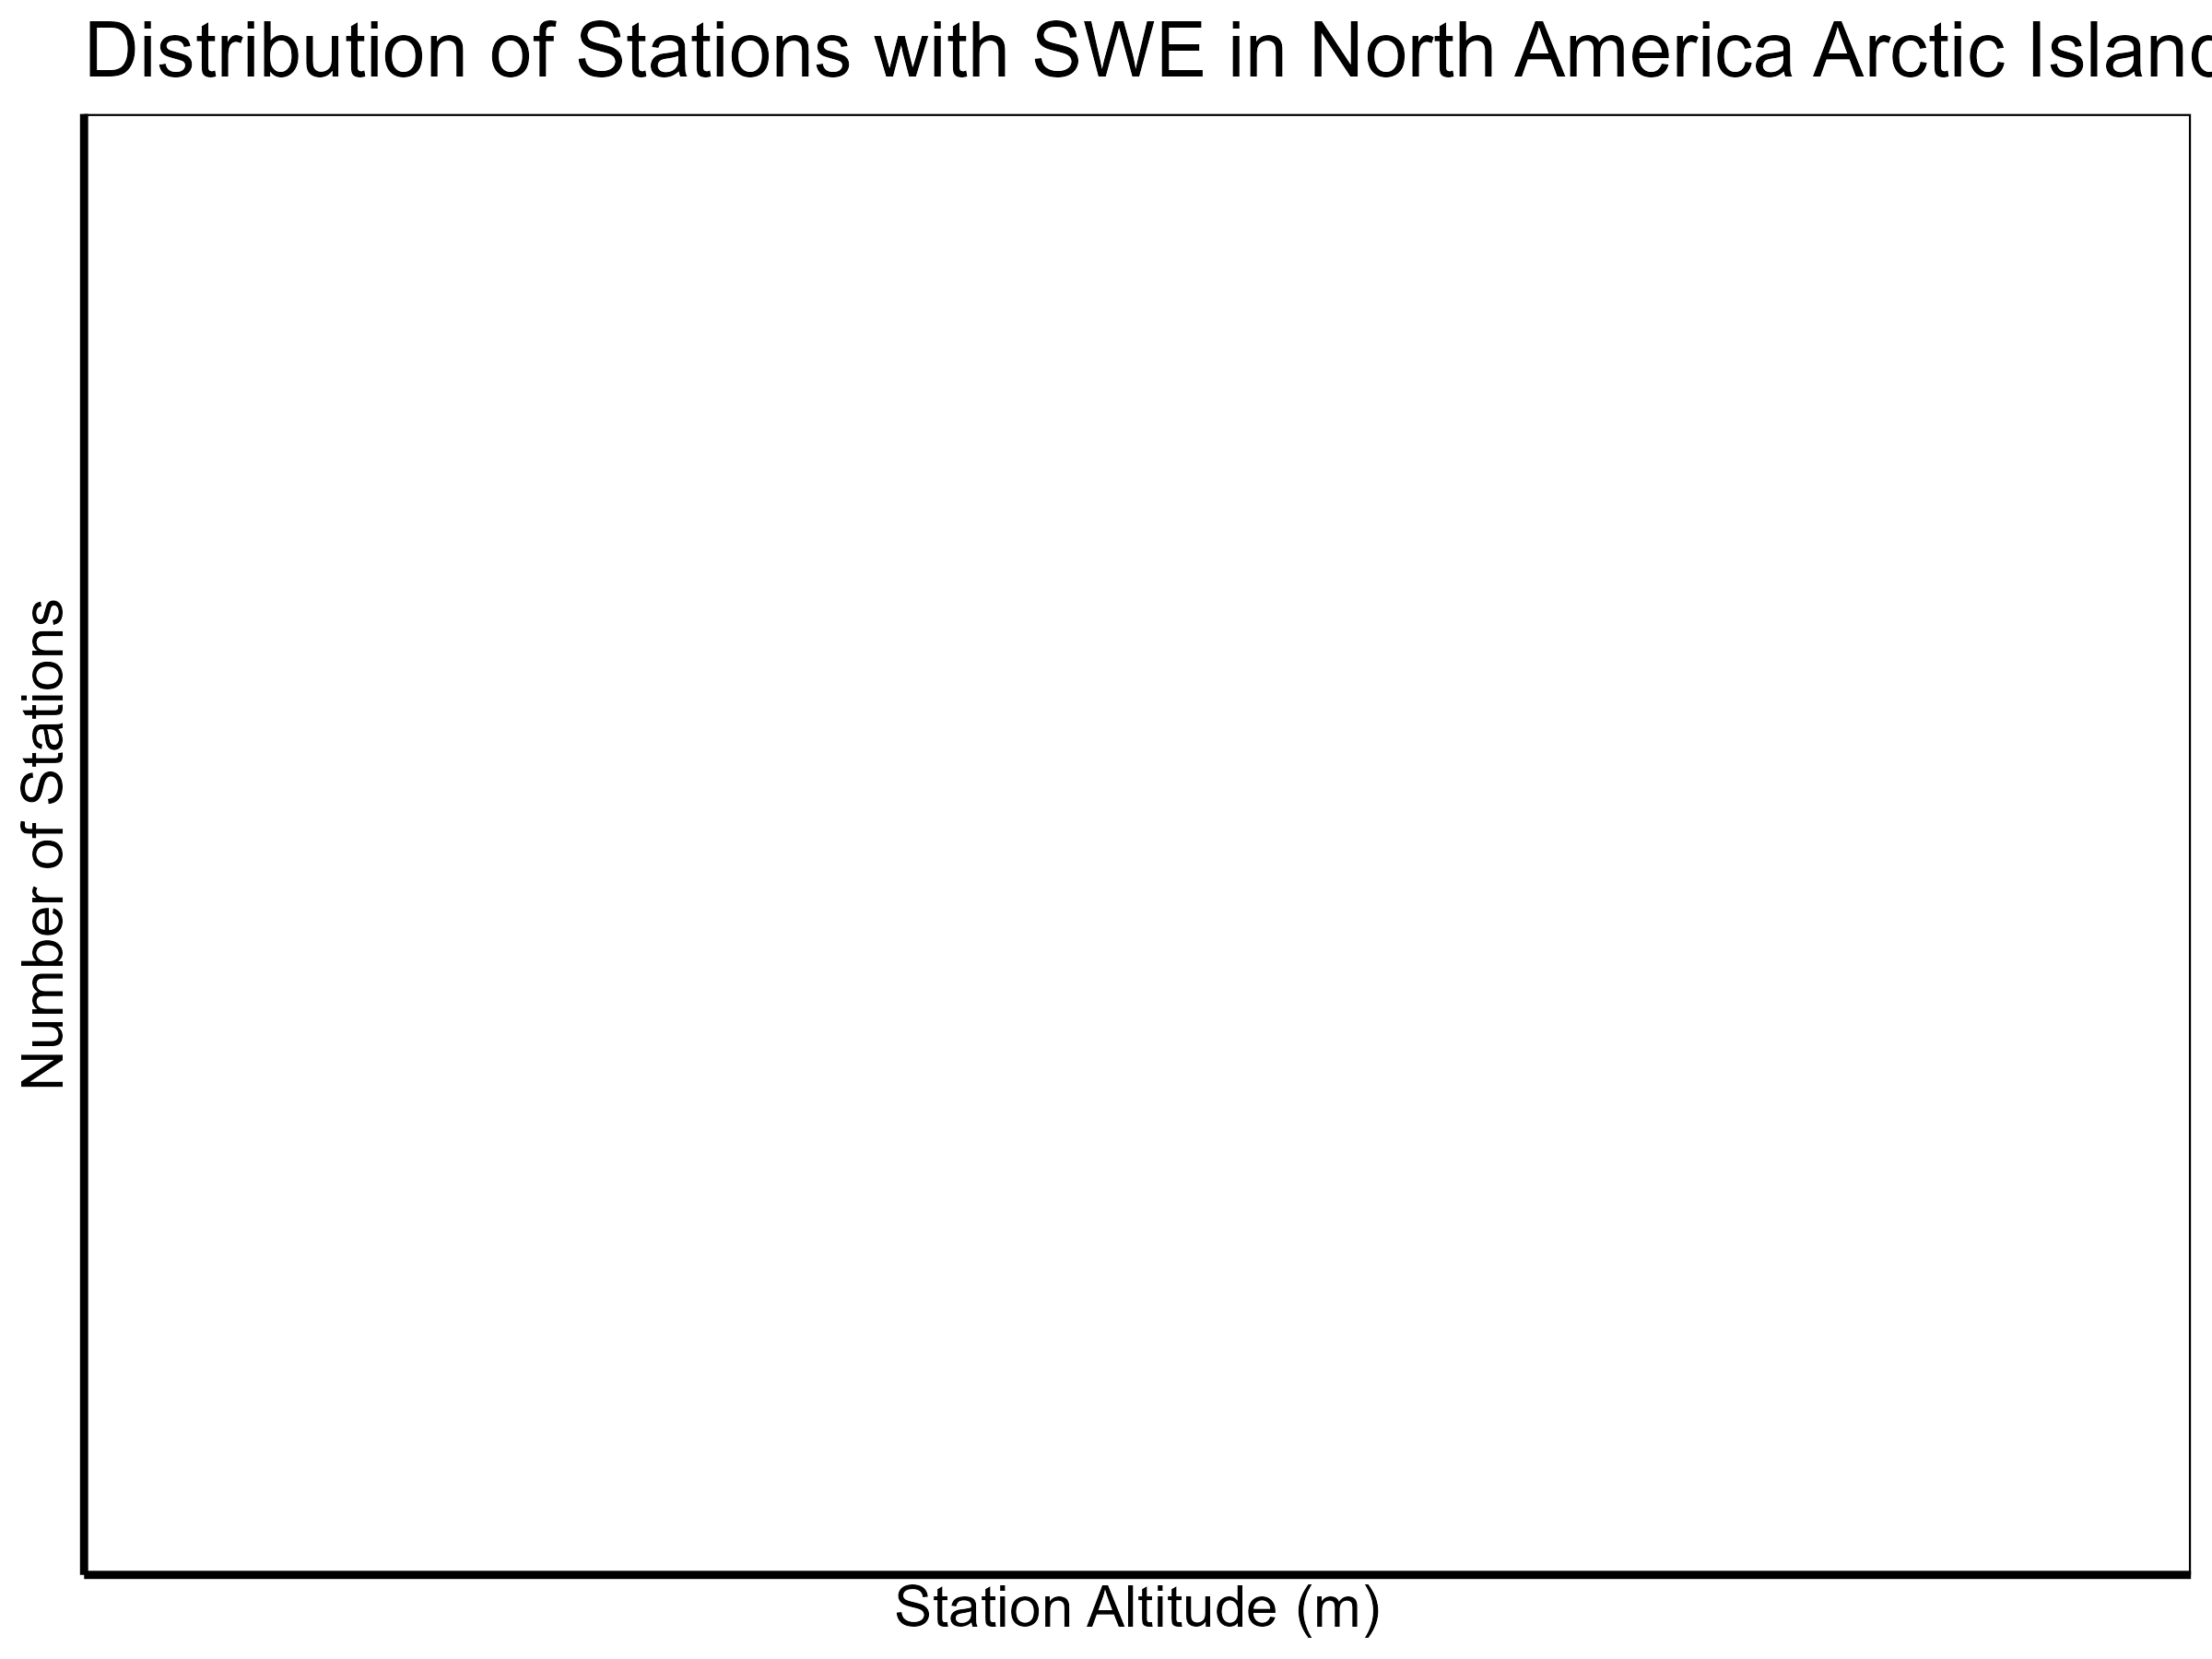 Distribution of Stations with SWE in North America Arctic Islan
Number of Stations
Station Altitude (m)